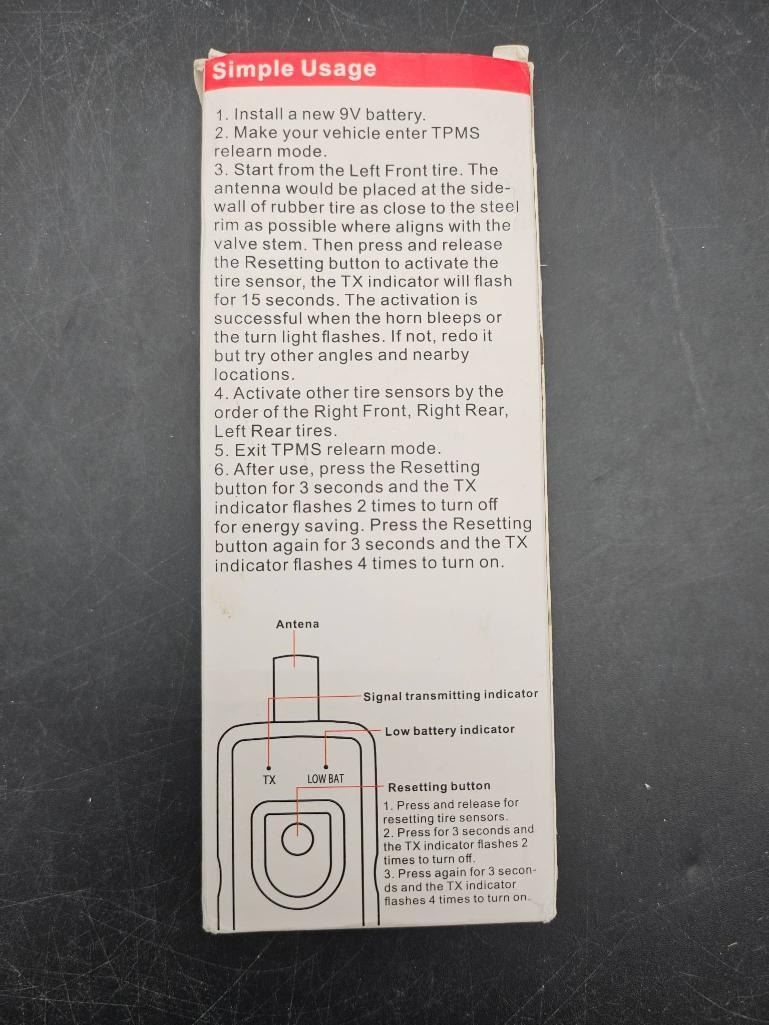 Simple Usage
1. Install a new 9V battery.
2. Make your vehicle enter TPMS
relearn mode.
3. Start from the Left Front tire. The
antenna would be placed at the side-
wall of rubber tire as close to the steel
rim as possible where aligns with the
valve stem. Then press and release
the Resetting button to activate the
tire sensor, the TX indicator will flash
for 15 seconds. The activation is
successful when the horn bleeps or
the turn light flashes. If not, redo it
but try other angles and nearby
locations.
4. Activate other tire sensors by the
order of the Right Front, Right Rear,
Left Rear tires.
5. Exit TPMS relearn mode.
6. After use, press the Resetting
button for 3 seconds and the TX
indicator flashes 2 times to turn off
for energy saving. Press the Resetting
button again for 3 seconds and the TX
indicator flashes 4 times to turn on.
Antena
Signal transmitting indicator
Low battery indicator
TX
LOW BAT
Resetting button
1. Press and release for
resetting tire sensors.
2. Press for 3 seconds and
the TX indicator flashes 2
times to turn off.
3. Press again for 3 secon-
ds and the TX indicator
flashes 4 times to turn on.